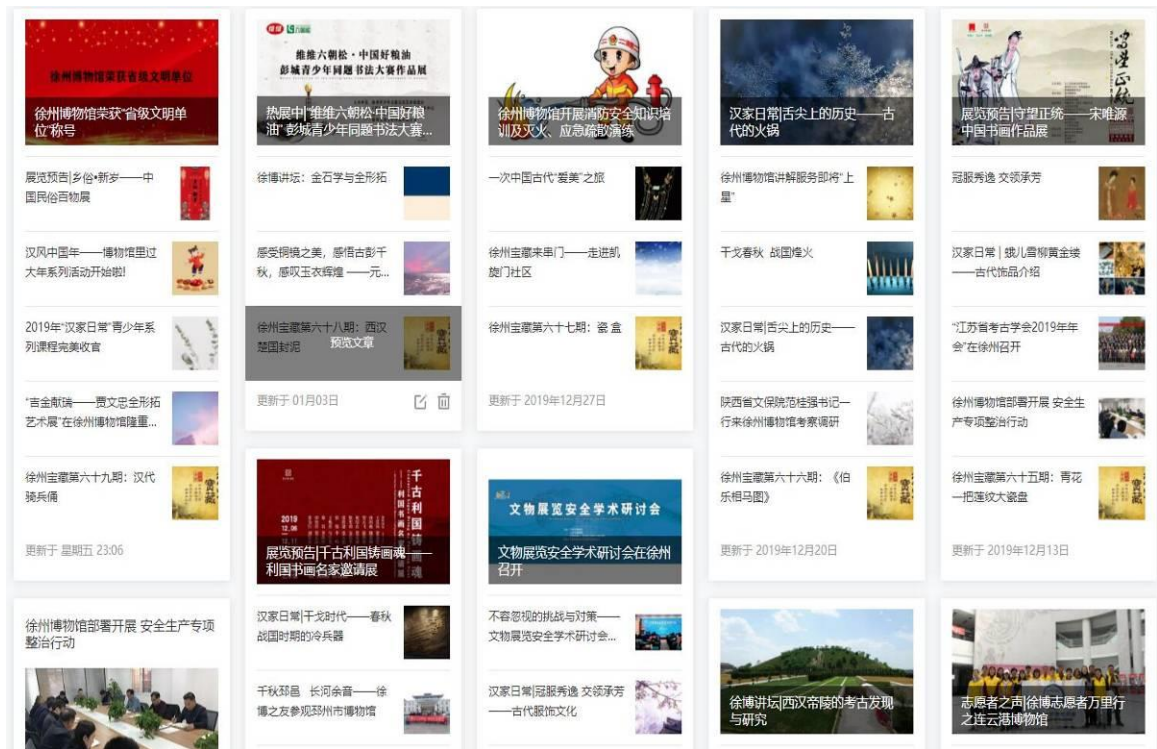 徐州博物馆荣获省级文明单位
徐州博物馆荣获“省级文明单
位”称号
展览预告|乡俗•新岁——中
国民俗百物展
汉风中国年——博物馆里过
大年系列活动开始啦!
2019年“汉家日常”青少年系
列课程完美收官
“吉金献瑞——贾文忠全形拓
艺术展”在徐州博物馆隆重...
徐州宝藏第六十九期：汉代
骑兵俑
更新于 星期五 23:06
徐州博物馆部署开展 安全生产专项
整治行动
维维六朝松·中国好粮油
彭城青少年同题书法大赛作品展
热展中|“维维六朝松·中国好粮
油” 彭城青少年同题书法大赛...
徐博讲坛：金石学与全形拓
感受铜镜之美，感悟古彭千
秋，感叹玉衣辉煌 ——元...
徐州宝藏第六十八期：西汉
楚国封泥
预览文章
更新于 01月03日
千古利国铸画魂
利国书画名家邀请展
2019
12.06
12.11
展览预告|千古利国铸画魂——
利国书画名家邀请展
汉家日常|干戈时代——春秋
战国时期的冷兵器
千秋邳邑 长河余音——徐
博之友参观邳州市博物馆
徐州博物馆开展消防安全知识培
训及灭火、应急疏散演练
一次中国古代“爱美”之旅
徐州宝藏来串门——走进凯
旋门社区
徐州宝藏第六十七期：瓷 盒
更新于 2019年12月27日
文物展览安全学术研讨会
文物展览安全学术研讨会在徐州
召开
不容忽视的挑战与对策——
文物展览安全学术研讨会...
汉家日常|冠服秀逸 交领承芳
——古代服饰文化
汉家日常|舌尖上的历史——古
代的火锅
徐州博物馆讲解服务即将“上
星”
干戈春秋 战国烽火
汉家日常|舌尖上的历史——
古代的火锅
陕西省文保院范桂强书记一
行来徐州博物馆考察调研
徐州宝藏第六十六期：《伯
乐相马图》
更新于 2019年12月20日
徐博讲坛|西汉帝陵的考古发现
与研究
守望正统
展览预告|守望正统——宋唯源
中国书画作品展
冠服秀逸 交领承芳
汉家日常 | 蛾儿雪柳黄金缕
——古代饰品介绍
“江苏省考古学会2019年年
会”在徐州召开
徐州博物馆部署开展 安全生
产专项整治行动
徐州宝藏第六十五期：青花
一把莲纹大瓷盘
更新于 2019年12月13日
志愿者之声|徐博志愿者万里行
之连云港博物馆